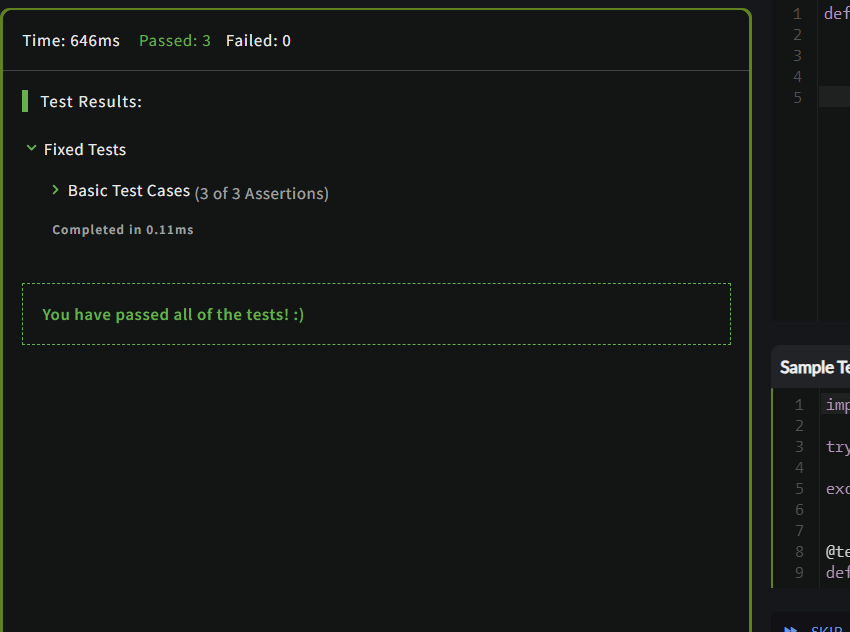 Time: 646ms Passed: 3 Failed: 0
Test Results:
Fixed Tests
Basic Test Cases (3 of 3 Assertions)
Completed in 0.11ms
You have passed all of the tests! :)
1 def
2
3
4
5
Sample Te
1 imp
2
3 try
4
5 exc
6
7
8 @te
9 def
SKIP